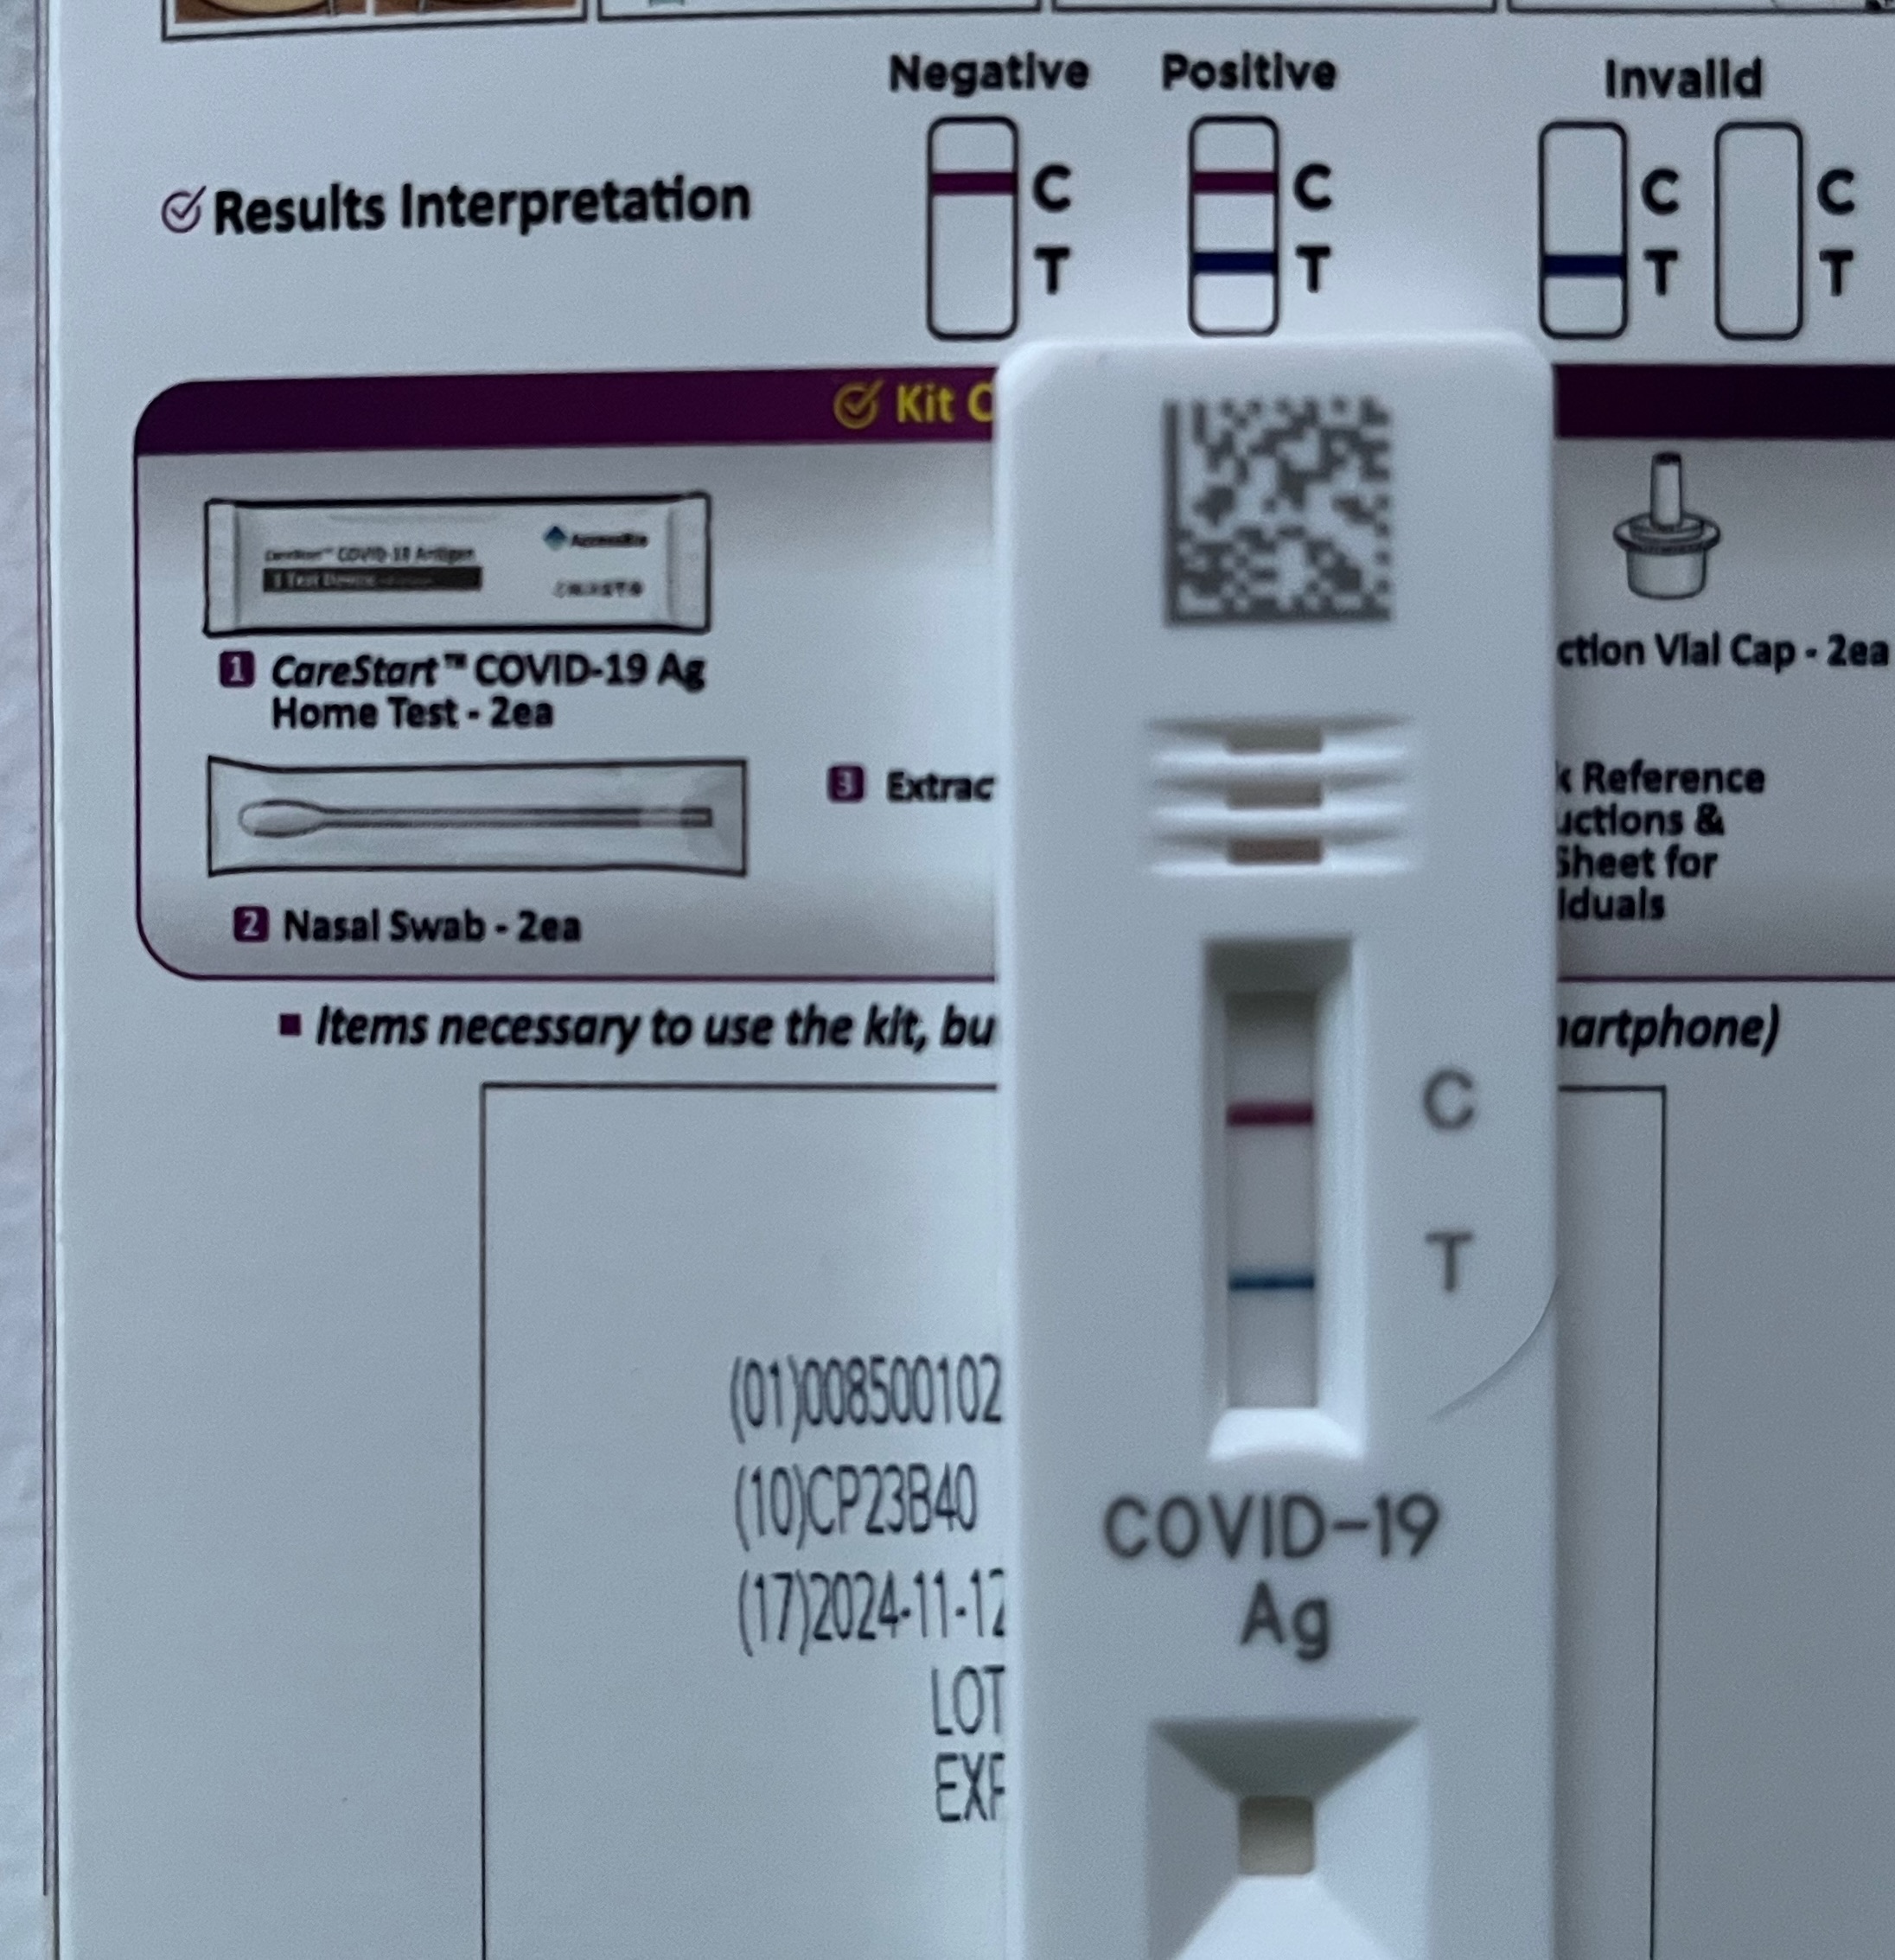 Negative Positive Invalid
C C C C
Results Interpretation
T T T T
Kit C
CareStart™ COVID-19 Antigen
1 Test Device
AccessBio
1 CareStart™ COVID-19 Ag
Home Test - 2ea
2 Nasal Swab - 2ea
3 Extrac
ction Vial Cap - 2ea
k Reference
uctions &
Sheet for
iduals
■ Items necessary to use the kit, bu
artphone)
(01)008500102
(10)CP23B40
(17)2024-11-12
LOT
EXP
C
T
COVID-19
Ag